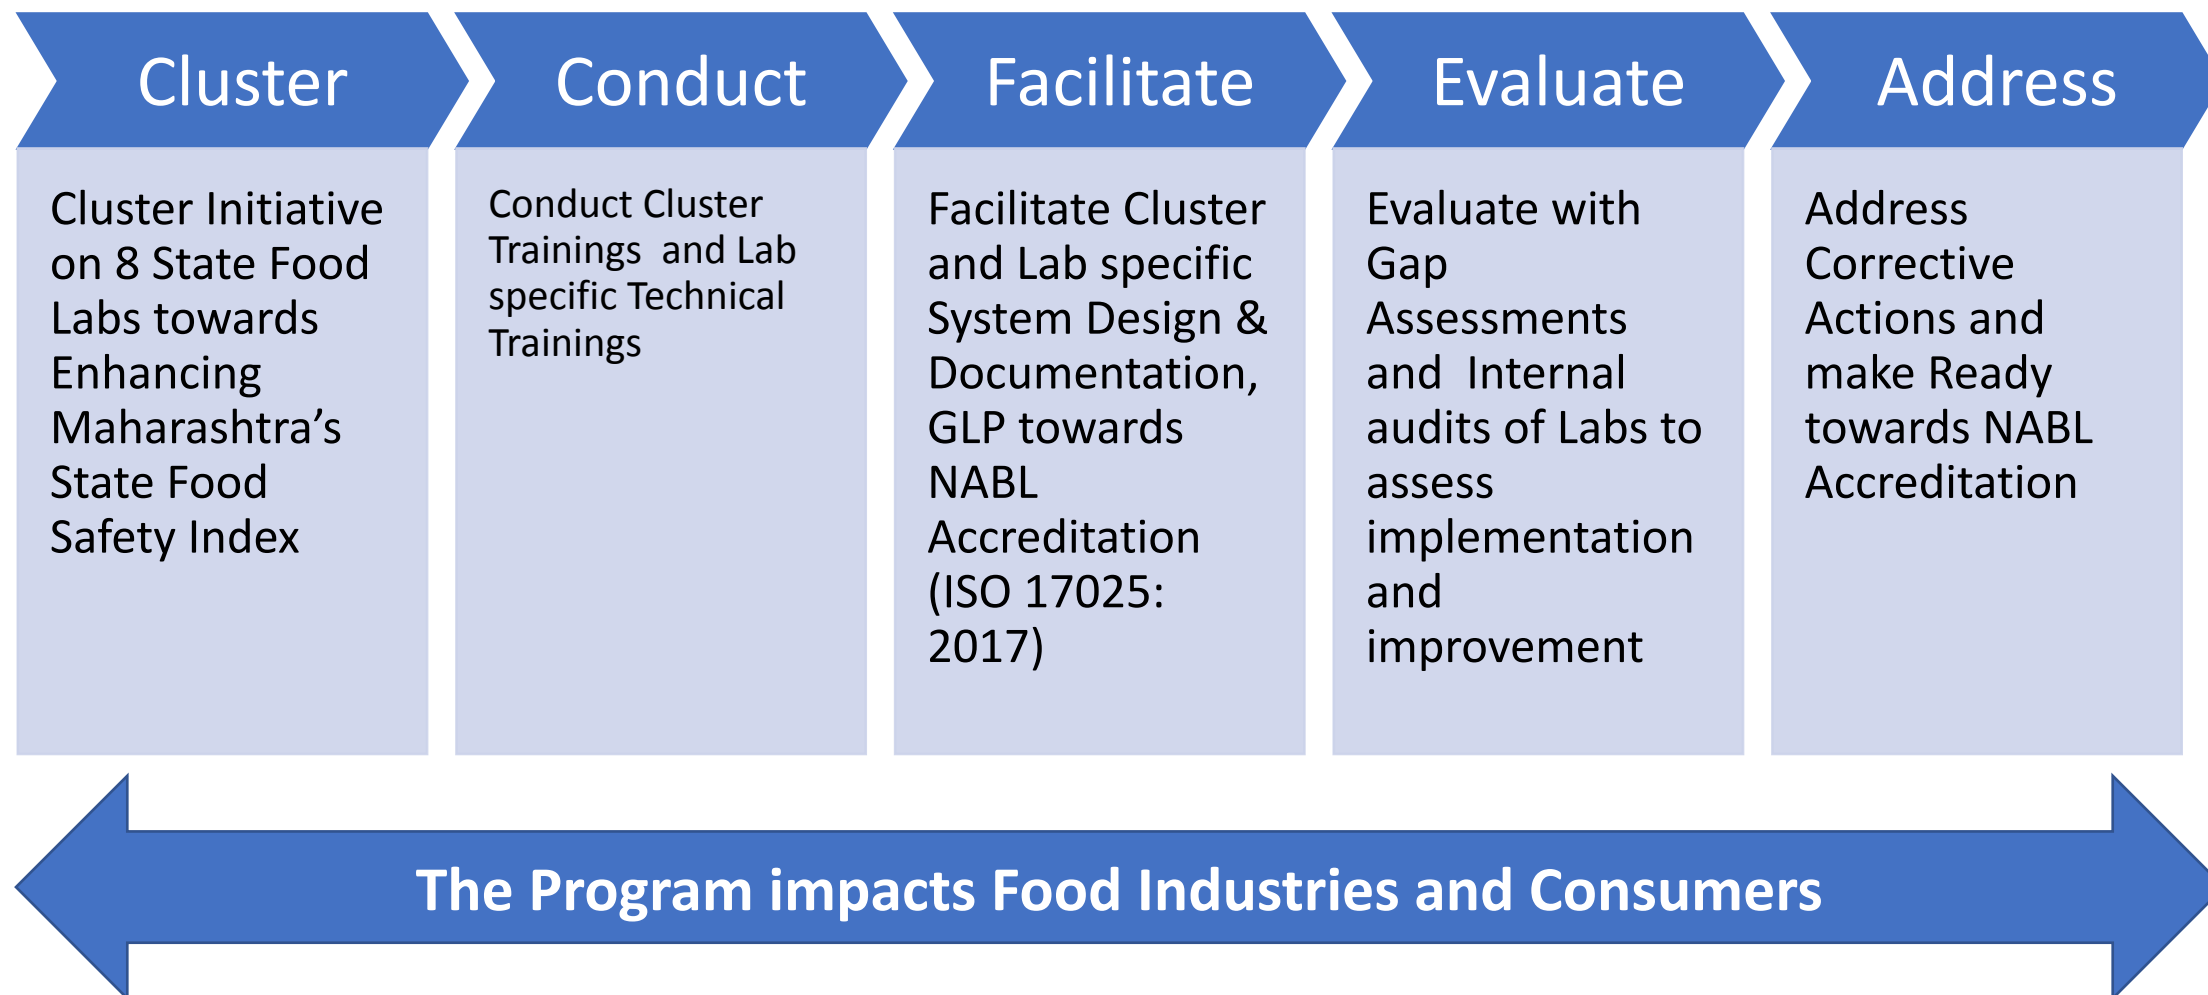 Cluster
Cluster Initiative
on 8 State Food
Labs towards
Enhancing
Maharashtra’s
State Food
Safety Index
Conduct
Conduct Cluster
Trainings  and Lab
specific Technical
Trainings
Facilitate
Facilitate Cluster
and Lab specific
System Design &
Documentation,
GLP towards
NABL
Accreditation
(ISO 17025:
2017)
Evaluate
Evaluate with
Gap
Assessments
and  Internal
audits of Labs to
assess
implementation
and
improvement
Address
Address
Corrective
Actions and
make Ready
towards NABL
Accreditation
The Program impacts Food Industries and Consumers